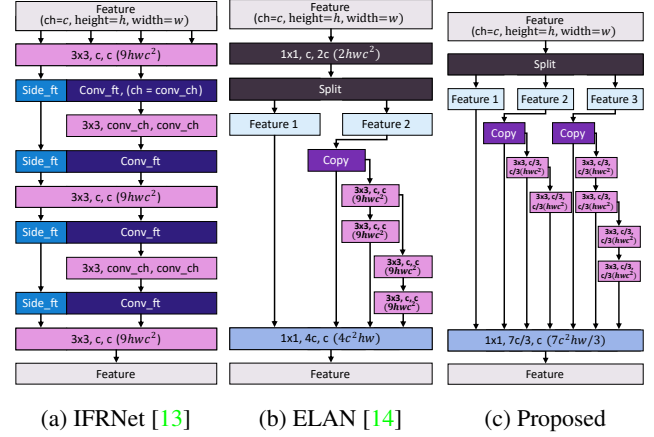 Feature
(ch=c, height=h, width=w)
3x3, c, c (9hwc²)
Side_ft
Conv_ft, (ch = conv_ch)
3x3, conv_ch, conv_ch
Side_ft
Conv_ft
3x3, c, c (9hwc²)
Side_ft
Conv_ft
3x3, conv_ch, conv_ch
Side_ft
Conv_ft
3x3, c, c (9hwc²)
Feature
(a) IFRNet [13]
Feature
(ch=c, height=h, width=w)
1x1, c, 2c (2hwc²)
Split
Feature 1
Feature 2
Copy
3x3, c, c
(9hwc²)
3x3, c, c
(9hwc²)
3x3, c, c
(9hwc²)
3x3, c, c
(9hwc²)
1x1, 4c, c (4c²hw)
Feature
(b) ELAN [14]
Feature
(ch=c, height=h, width=w)
Split
Feature 1
Feature 2
Feature 3
Copy
Copy
3x3, c/3,
c/3(hwc²)
3x3, c/3,
c/3(hwc²)
3x3, c/3,
c/3(hwc²)
3x3, c/3,
c/3(hwc²)
3x3, c/3,
c/3(hwc²)
3x3, c/3,
c/3(hwc²)
1x1, 7c/3, c (7c²hw/3)
Feature
(c) Proposed